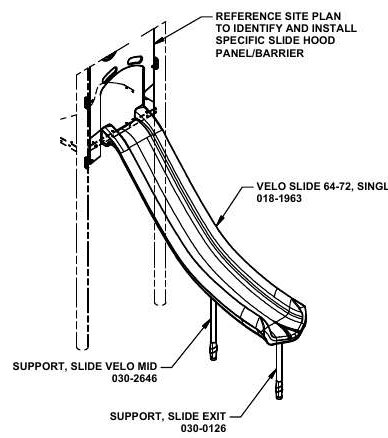 REFERENCE SITE PLAN
TO IDENTIFY AND INSTALL
SPECIFIC SLIDE HOOD
PANEL/BARRIER
VELO SLIDE 64-72, SINGL
018-1963
SUPPORT, SLIDE VELO MID
030-2646
SUPPORT, SLIDE EXIT
030-0126